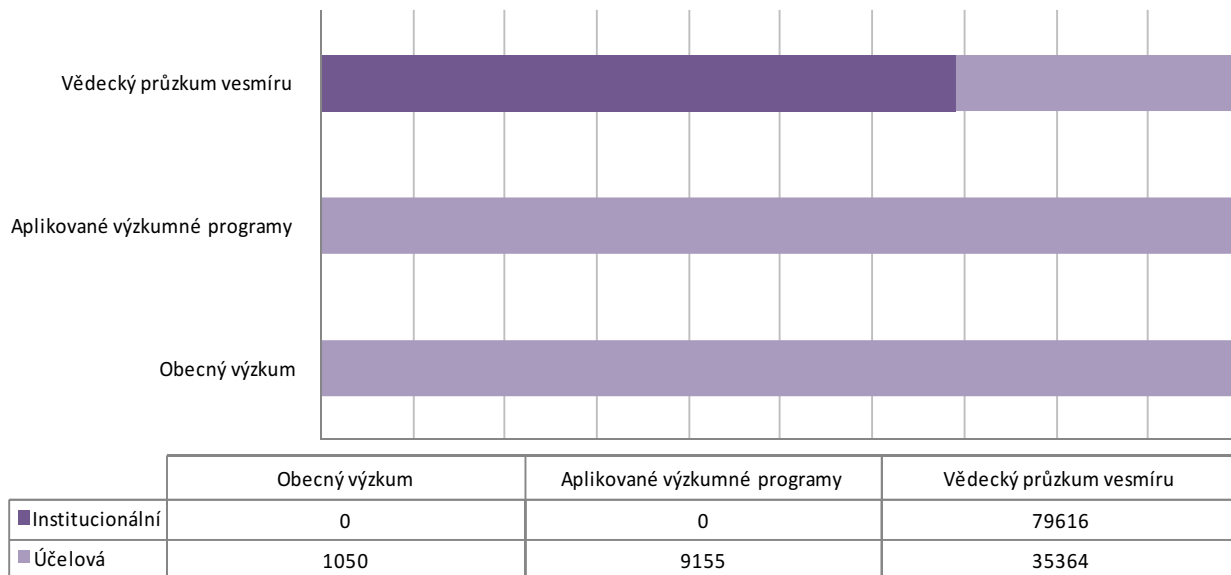 Vědecký průzkum vesmíru
Aplikované výzkumné programy
Obecný výzkum
Obecný výzkum Aplikované výzkumné programy Vědecký průzkum vesmíru
Institucionální 0 0 79616
Účelová 1050 9155 35364